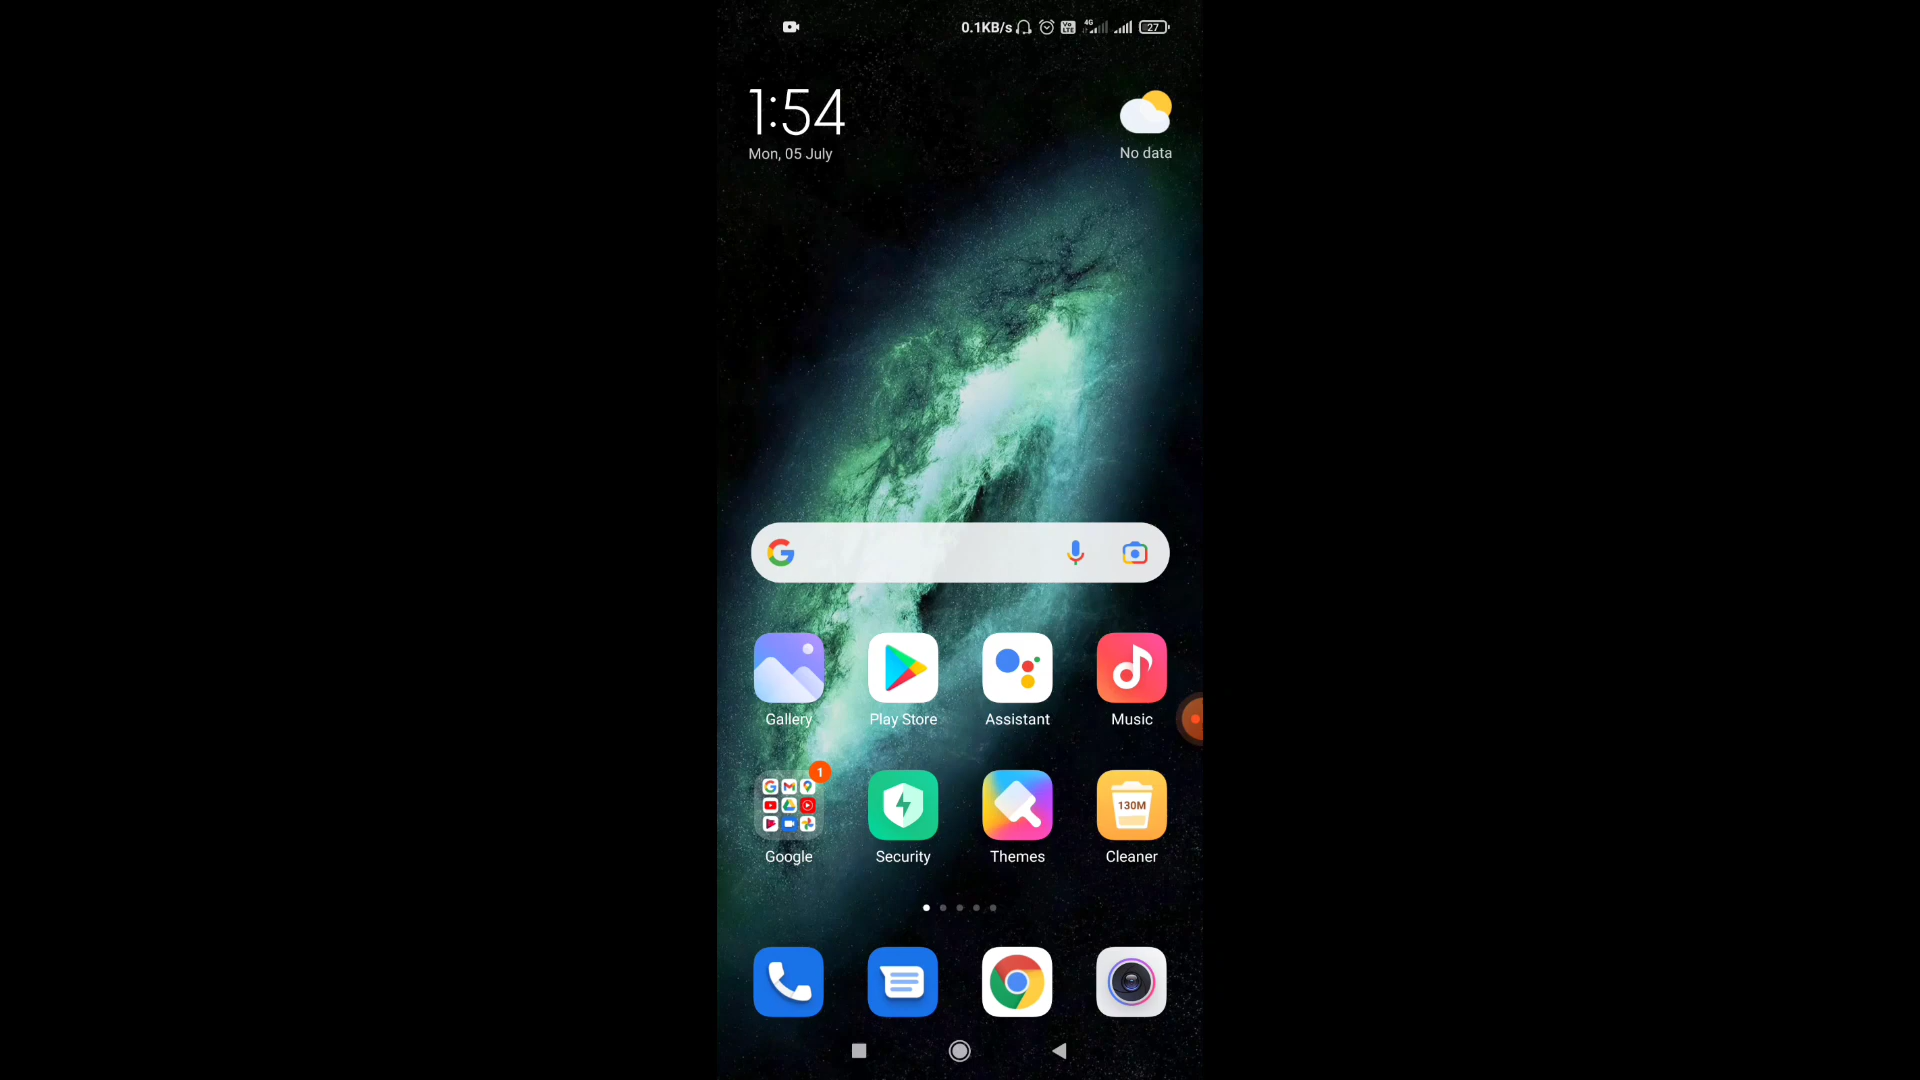 0.1KB/s 4G 27
1:54
Mon, 05 July
No data
Gallery Play Store Assistant Music
1
130M
Google Security Themes Cleaner